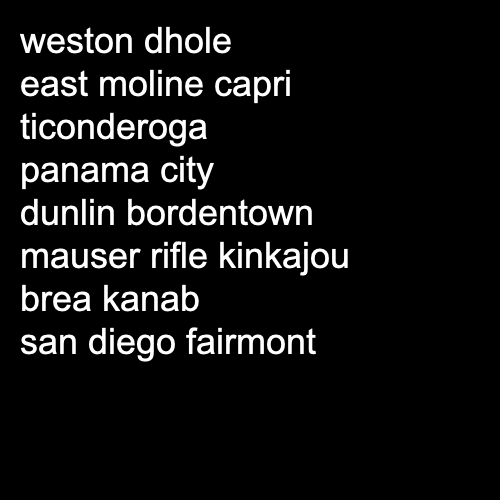 weston dhole
east moline capri
ticonderoga
panama city
dunlin bordentown
mauser rifle kinkajou
brea kanab
san diego fairmont